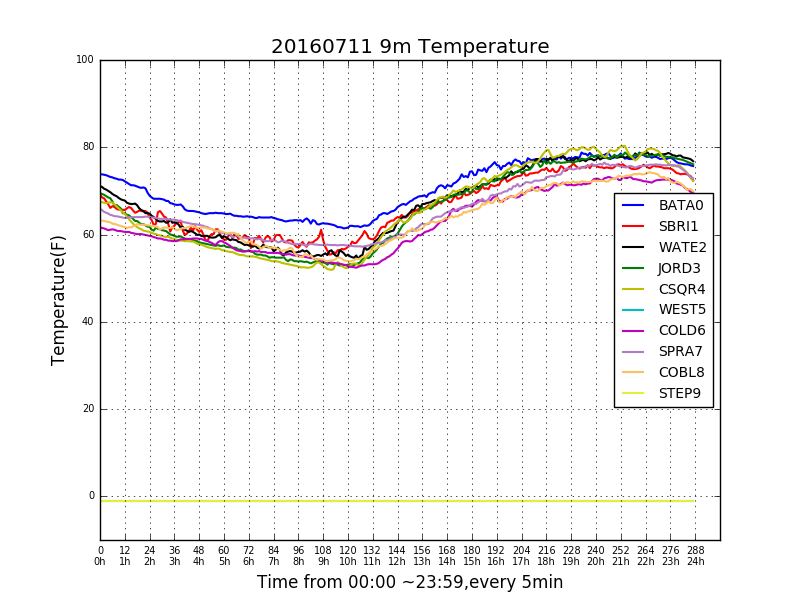 20160711 9m Temperature
Temperature(F)
100
80
60
40
20
0
BATA0
SBRI1
WATE2
JORD3
CSQR4
WEST5
COLD6
SPRA7
COBL8
STEP9
0 12 24 36 48 60 72 84 96 108 120 132 144 156 168 180 192 204 216 228 240 252 264 276 288
0h 1h 2h 3h 4h 5h 6h 7h 8h 9h 10h 11h 12h 13h 14h 15h 16h 17h 18h 19h 20h 21h 22h 23h 24h
Time from 00:00 ~23:59,every 5min